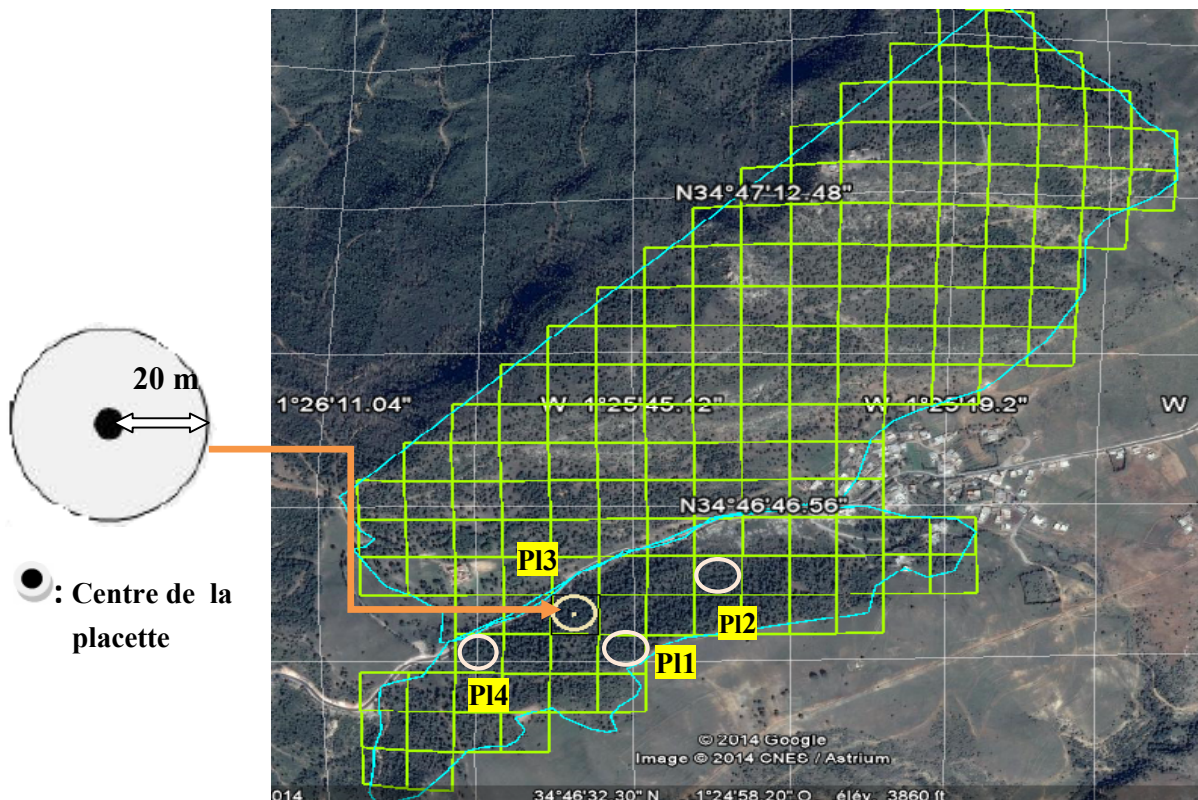 20 m
: Centre de la
placette
N34°47'12.48"
1°26'11.04"
W 1°25'45.12"
W 1°25'19.2"
W
N34°46'46.56"
Pl3
Pl2
Pl1
Pl4
© 2014 Google
Image © 2014 CNES / Astrium
014
34°46'32.30" N 1°24'58.20" O élév 3860 ft